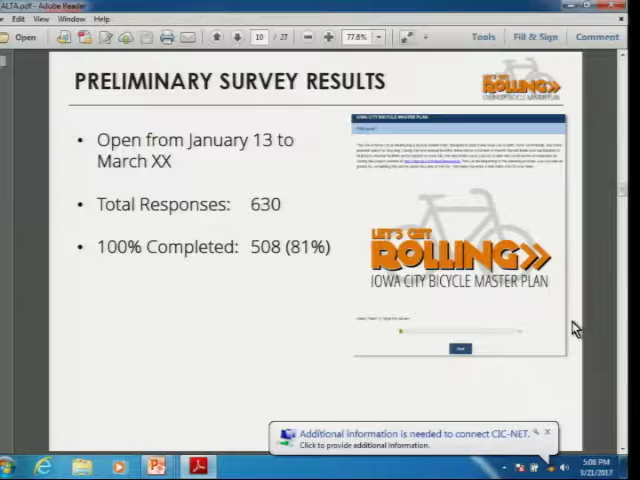 ALTA.pdf - Adobe Reader
Edit View Window Help
Open 10 / 27 77.6% Tools Fill & Sign Comment
PRELIMINARY SURVEY RESULTS
LET'S GET
ROLLING>>
IOWA CITY BICYCLE MASTER PLAN
• Open from January 13 to
March XX
• Total Responses: 630
• 100% Completed: 508 (81%)
IOWA CITY BICYCLE MASTER PLAN
LET'S GET
ROLLING>>
IOWA CITY BICYCLE MASTER PLAN
Additional information is needed to connect CIC-NET.
Click to provide additional information.
5:08 PM
3/21/2017